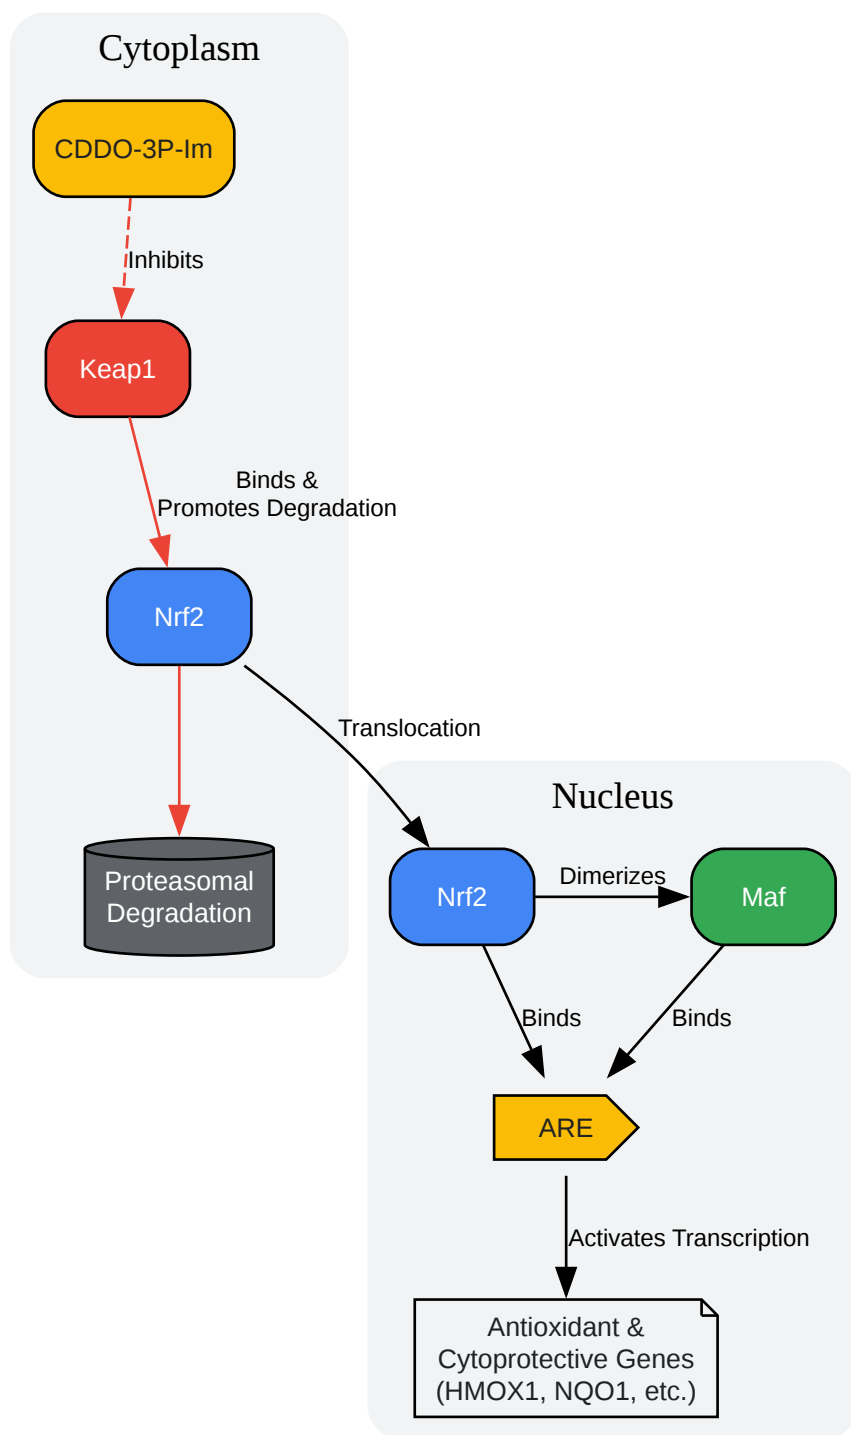 Cytoplasm
CDDO-3P-Im
Inhibits
Keap1
Binds &
Promotes Degradation
Nrf2
Translocation
Proteasomal
Degradation
Nucleus
Nrf2
Dimerizes
Maf
Binds
Binds
ARE
Activates Transcription
Antioxidant &
Cytoprotective Genes
(HMOX1, NQO1, etc.)